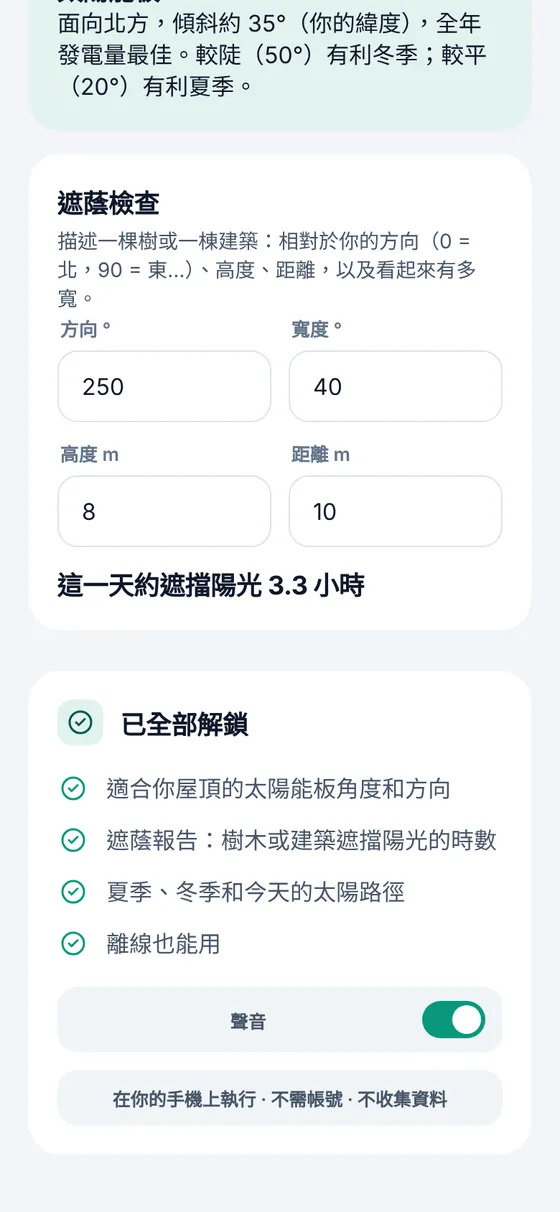 面向北方，傾斜約 35°（你的緯度），全年
發電量最佳。較陡（50°）有利冬季；較平
（20°）有利夏季。
遮蔭檢查
描述一棵樹或一棟建築：相對於你的方向（0 =
北，90 = 東…）、高度、距離，以及看起來有多
寬。
方向 °
寬度 °
250
40
高度 m
距離 m
8
10
這一天約遮擋陽光 3.3 小時
已全部解鎖
適合你屋頂的太陽能板角度和方向
遮蔭報告：樹木或建築遮擋陽光的時數
夏季、冬季和今天的太陽路徑
離線也能用
聲音
在你的手機上執行 · 不需帳號 · 不收集資料